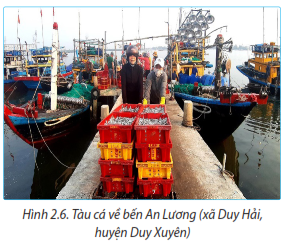 Hình 2.6. Tàu cá về bến An Lương (xã Duy Hải,
huyện Duy Xuyên)